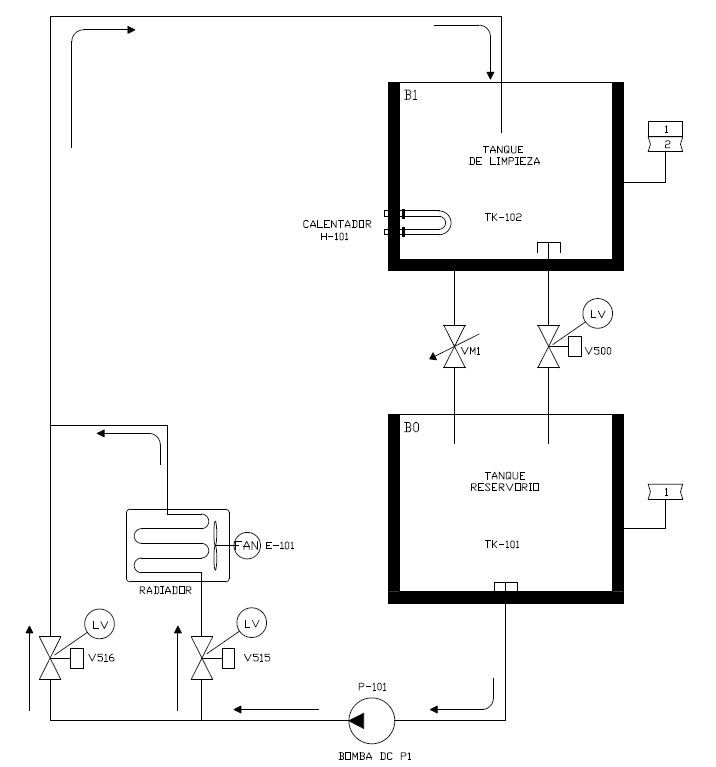 B1
TANQUE
DE LIMPIEZA
1
2
TK-102
CALENTADOR
H-101
LV
VM1
V500
B0
TANQUE
RESERVORIO
1
TK-101
FAN E-101
RADIADOR
LV
LV
V516
V515
P-101
BOMBA DC P1